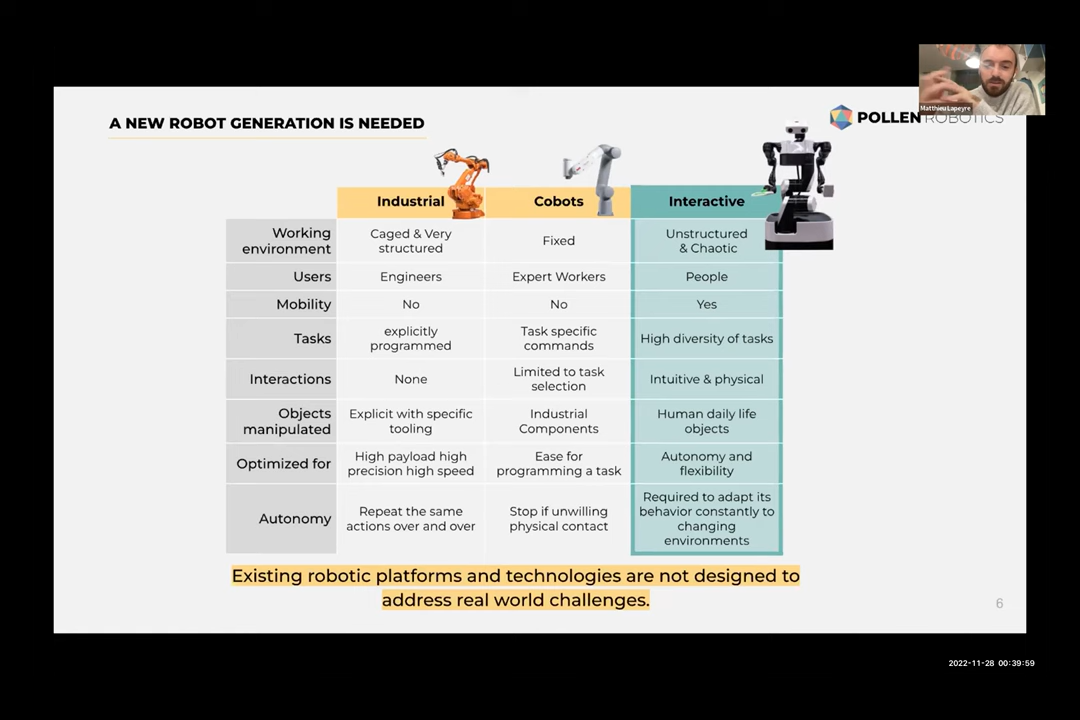 Matthieu Lapeyre
A NEW ROBOT GENERATION IS NEEDED
POLLEN ROBOTICS
Industrial Cobots Interactive
Working environment
Caged & Very structured
Fixed
Unstructured & Chaotic
Users Engineers Expert Workers People
Mobility No No Yes
Tasks
explicitly programmed
Task specific commands
High diversity of tasks
Interactions
None
Limited to task selection
Intuitive & physical
Objects manipulated
Explicit with specific tooling
Industrial Components
Human daily life objects
Optimized for
High payload high precision high speed
Ease for programming a task
Autonomy and flexibility
Autonomy
Repeat the same actions over and over
Stop if unwilling physical contact
Required to adapt its behavior constantly to changing environments
Existing robotic platforms and technologies are not designed to
address real world challenges.
6
2022-11-28 00:39:59